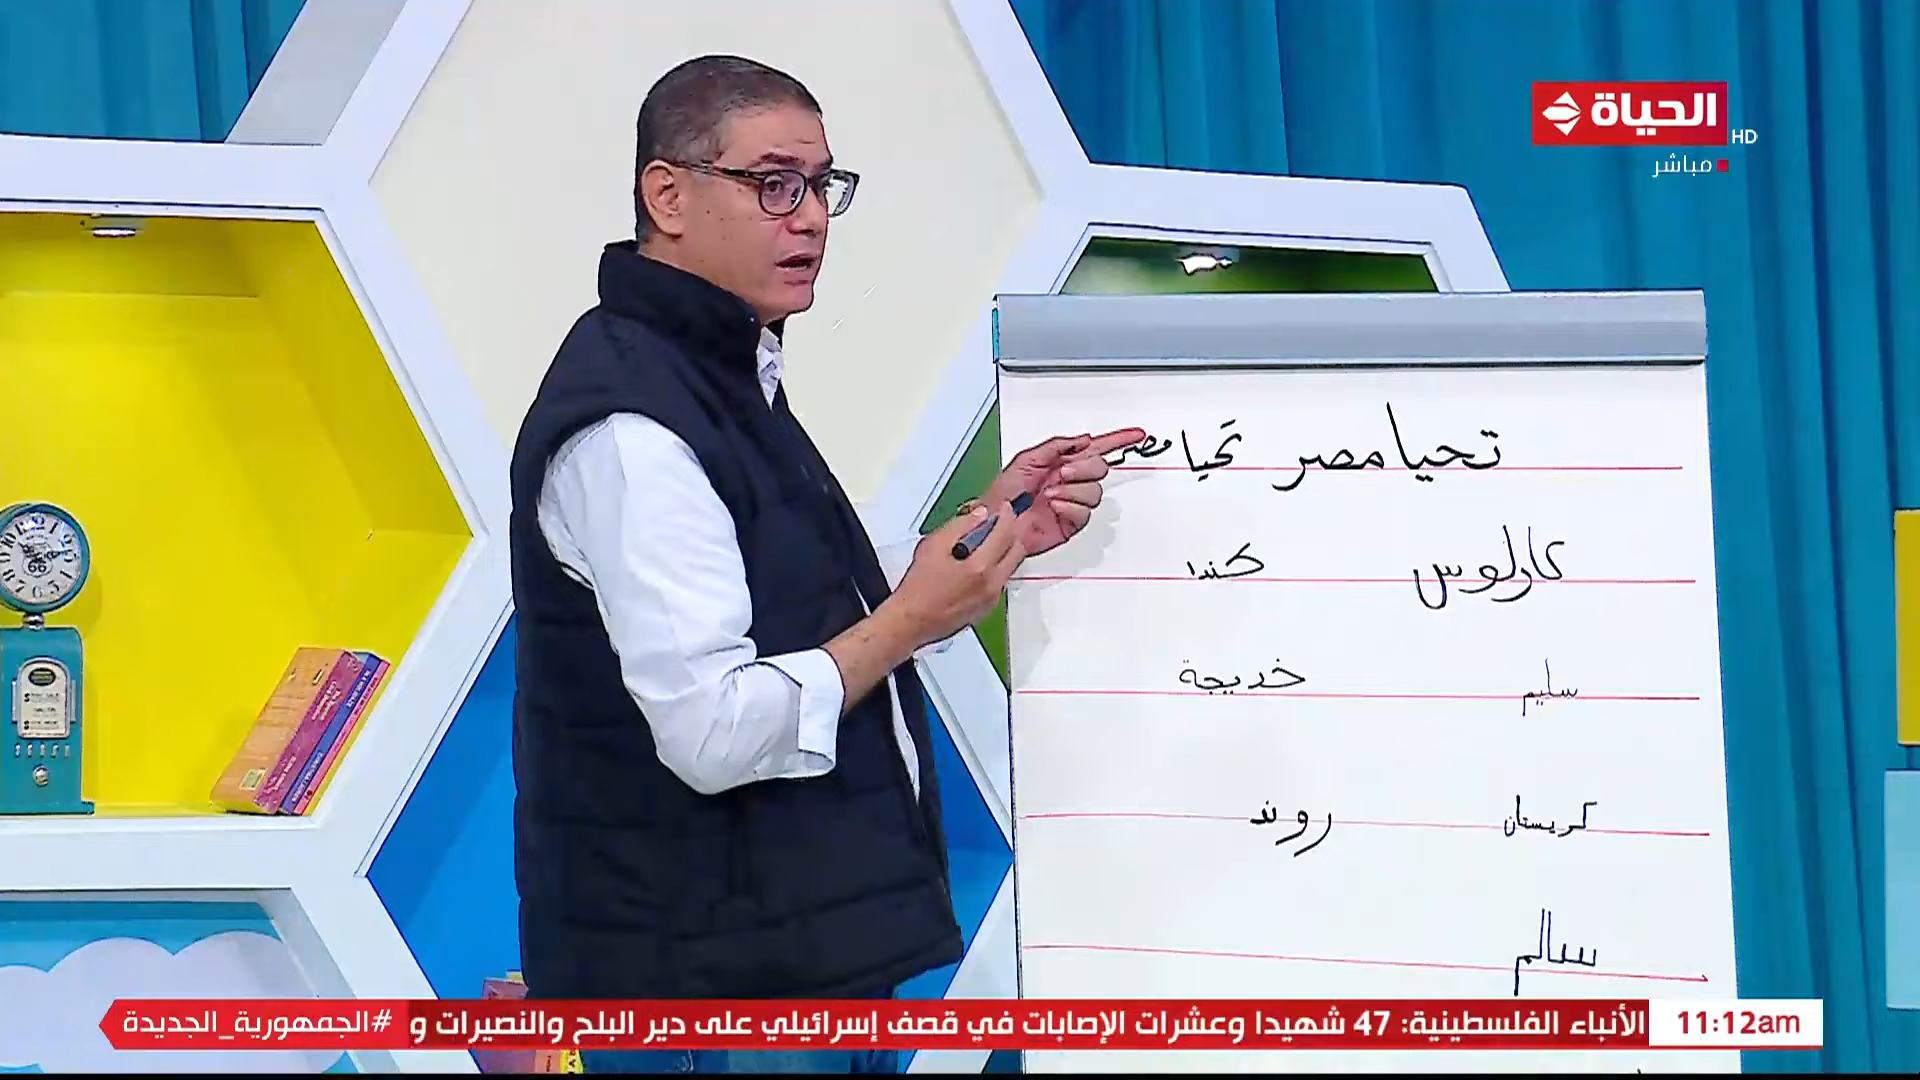 الحياة
HD
مباشر
تحيا مصر تحيا مصر
كارلوس كندا
سليم خديجة
كريستان روند
سالم
11:12am الأنباء الفلسطينية: 47 شهيدا وعشرات الإصابات في قصف إسرائيلي على دير البلح والنصيرات و #الجمهورية_الجديدة